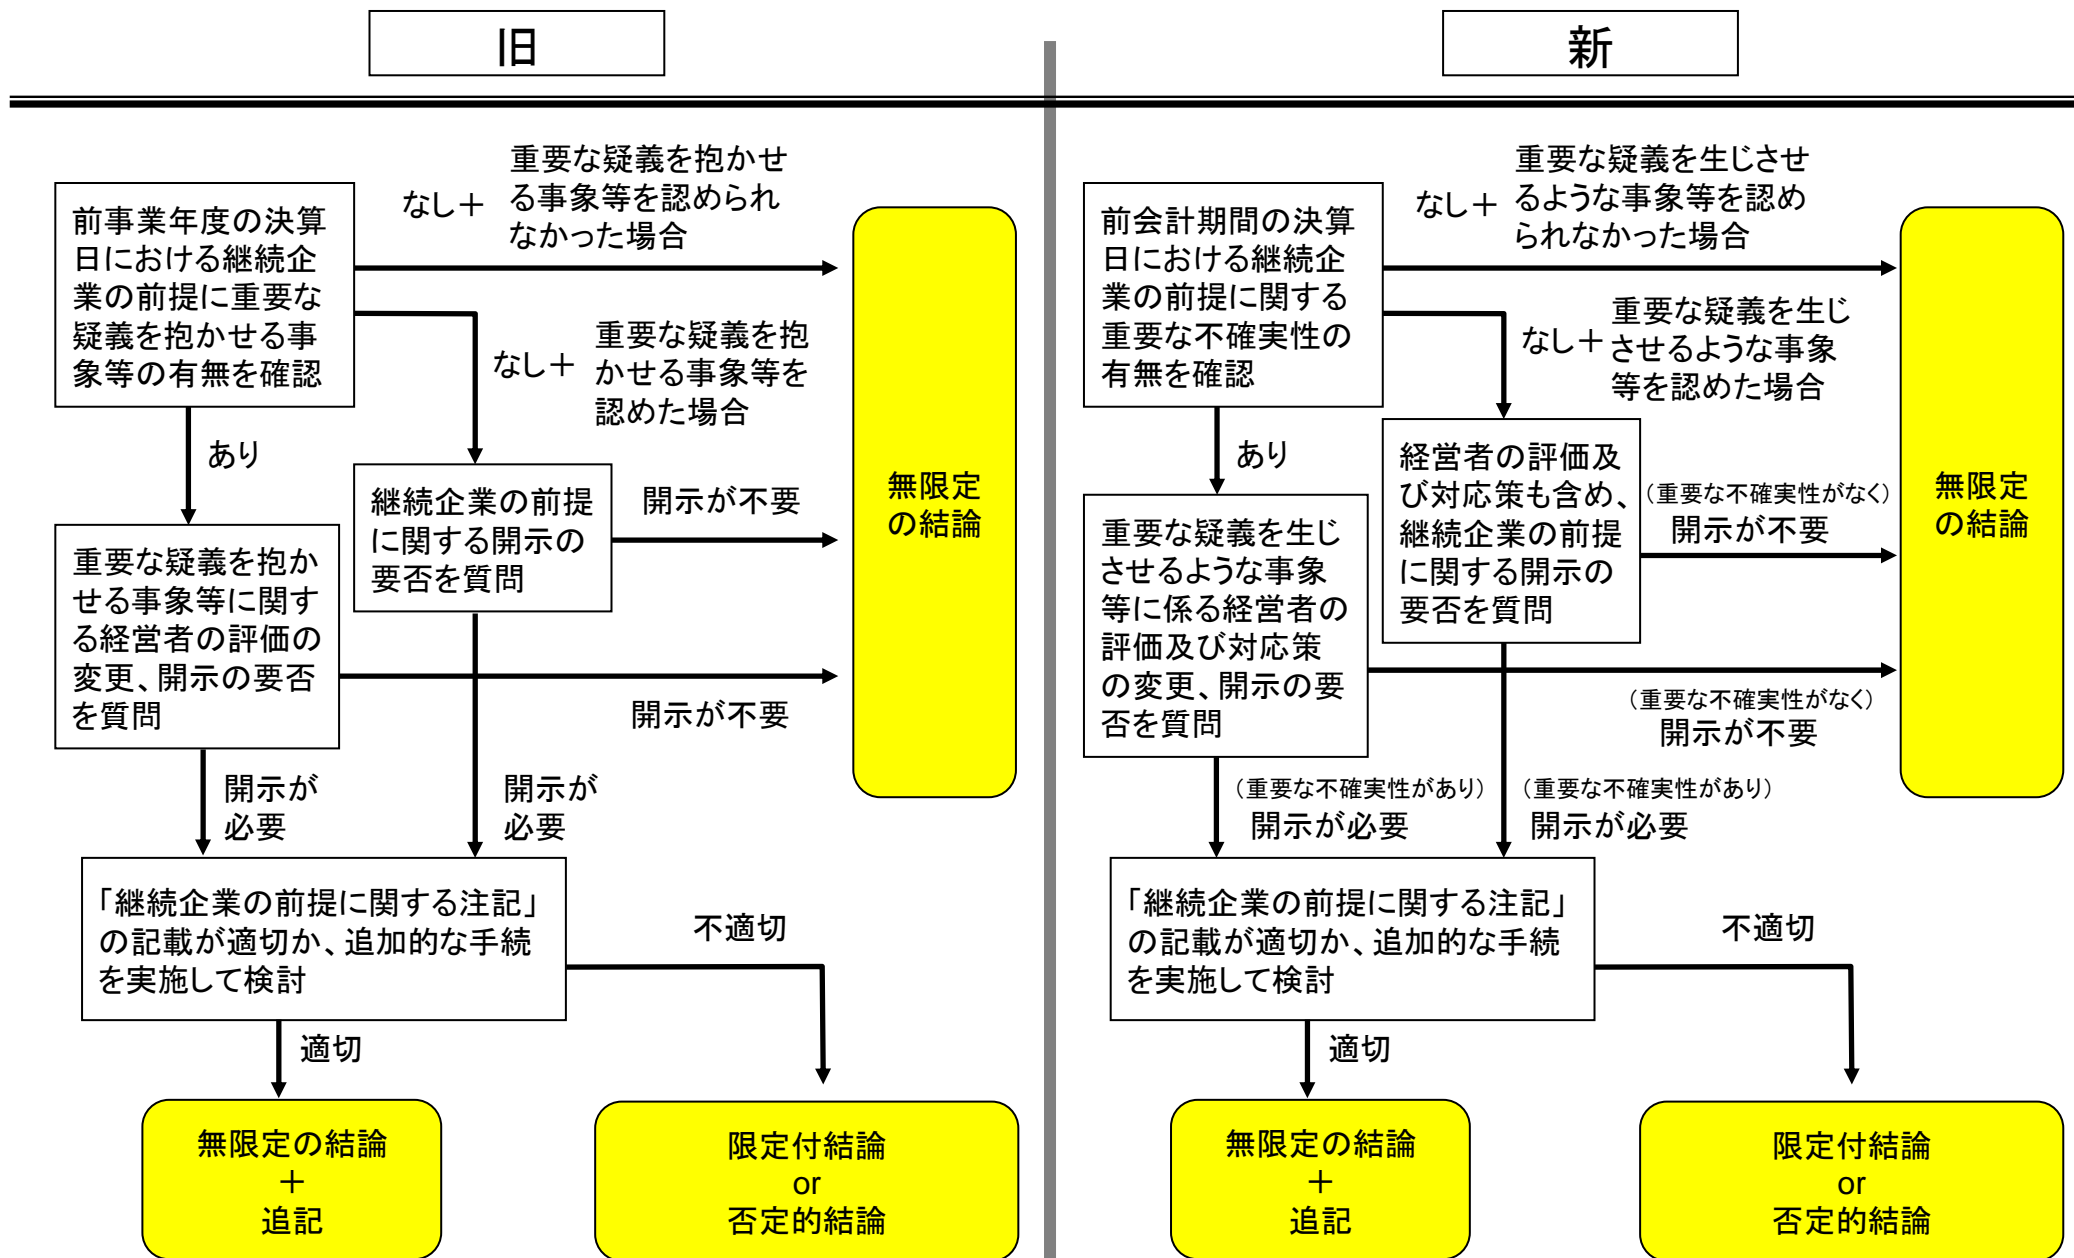 旧
重要な疑義を抱かせ
る事象等を認められ
なかった場合
なし＋
前事業年度の決算
日における継続企
業の前提に重要な
疑義を抱かせる事
象等の有無を確認
なし＋
重要な疑義を抱
かせる事象等を
認めた場合
あり
継続企業の前提
に関する開示の
要否を質問
開示が不要
無限定
の結論
重要な疑義を抱か
せる事象等に関す
る経営者の評価の
変更、開示の要否
を質問
開示が不要
開示が
必要
開示が
必要
「継続企業の前提に関する注記」
の記載が適切か、追加的な手続
を実施して検討
不適切
適切
無限定の結論
＋
追記
限定付結論
or
否定的結論
新
重要な疑義を生じさせ
るような事象等を認め
られなかった場合
なし＋
前会計期間の決算
日における継続企
業の前提に関する
重要な不確実性の
有無を確認
なし＋
重要な疑義を生じ
させるような事象
等を認めた場合
あり
経営者の評価及
び対応策も含め、
継続企業の前提
に関する開示の
要否を質問
（重要な不確実性がなく）
開示が不要
無限定
の結論
重要な疑義を生じ
させるような事象
等に係る経営者の
評価及び対応策
の変更、開示の要
否を質問
（重要な不確実性がなく）
開示が不要
（重要な不確実性があり）
開示が必要
（重要な不確実性があり）
開示が必要
「継続企業の前提に関する注記」
の記載が適切か、追加的な手続
を実施して検討
不適切
適切
無限定の結論
＋
追記
限定付結論
or
否定的結論